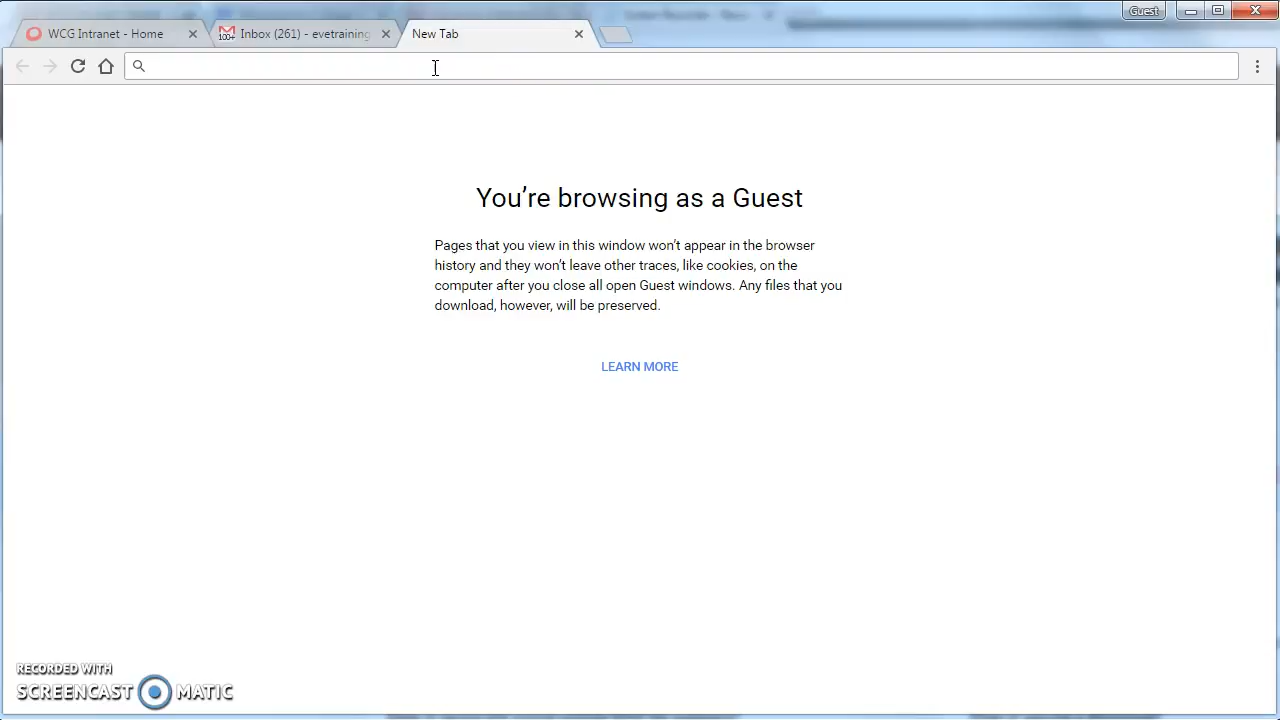 Guest
WCG Intranet - Home
100+
Inbox (261) - evetraining
New Tab
You're browsing as a Guest
Pages that you view in this window won't appear in the browser
history and they won't leave other traces, like cookies, on the
computer after you close all open Guest windows. Any files that you
download, however, will be preserved.
LEARN MORE
RECORDED WITH
SCREENCAST MATIC